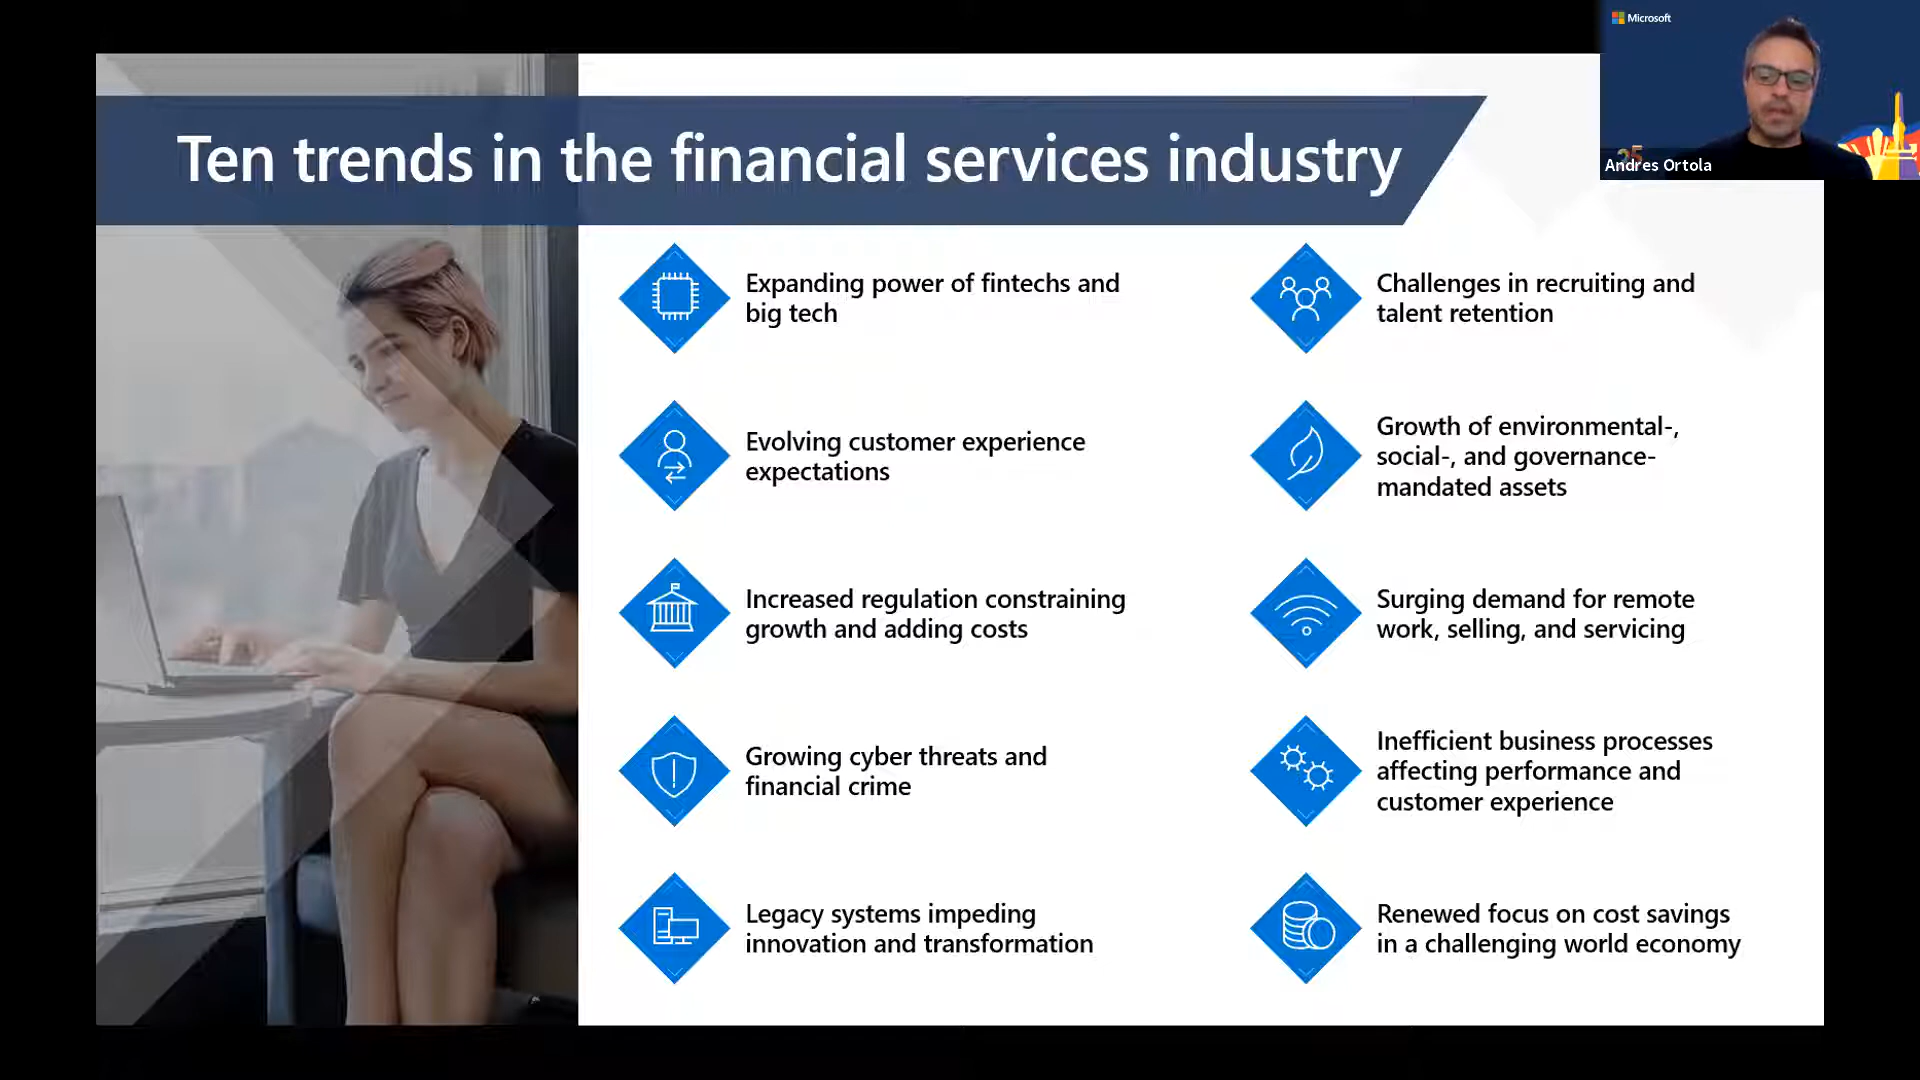 Microsoft
Andres Ortola
Ten trends in the financial services industry
Expanding power of fintechs and
big tech
Evolving customer experience
expectations
Increased regulation constraining
growth and adding costs
Growing cyber threats and
financial crime
Legacy systems impeding
innovation and transformation
Challenges in recruiting and
talent retention
Growth of environmental-,
social-, and governance-
mandated assets
Surging demand for remote
work, selling, and servicing
Inefficient business processes
affecting performance and
customer experience
Renewed focus on cost savings
in a challenging world economy